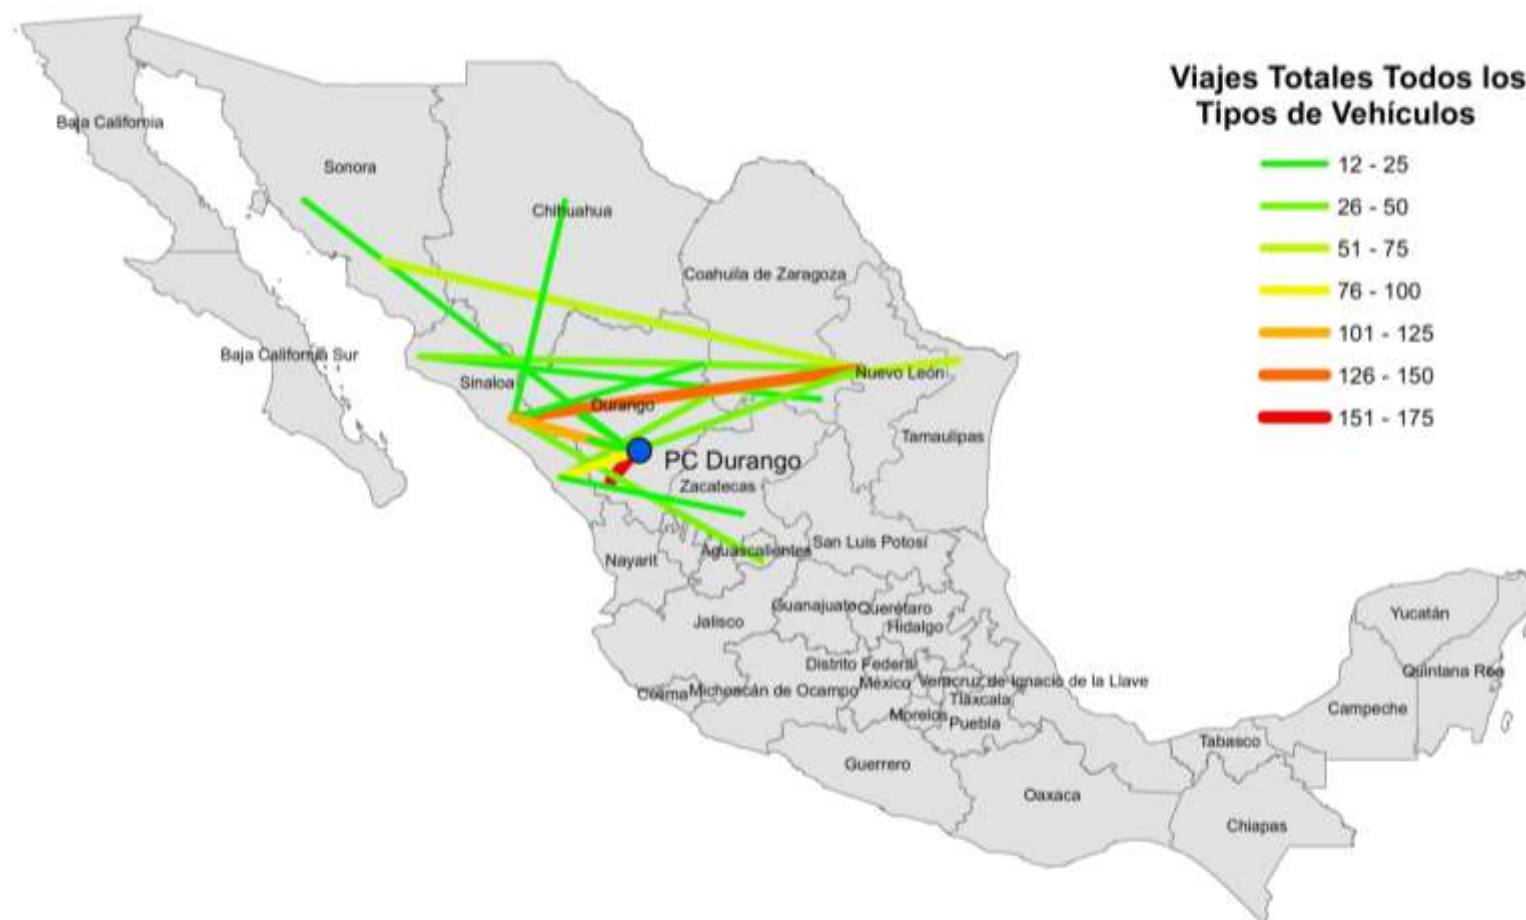 Viajes Totales Todos los
Tipos de Vehículos
12 - 25
26 - 50
51 - 75
76 - 100
101 - 125
126 - 150
151 - 175
Baja California
Sonora
Chihuahua
Coahuila de Zaragoza
Baja California Sur
Sinaloa
Nuevo León
Durango
Tamaulipas
PC Durango
Zacatecas
Aguascalientes
San Luis Potosí
Nayarit
Guanajuato
Querétaro
Yucatán
Jalisco
Hidalgo
Distrito Federal
Quintana Roo
México
Veracruz de Ignacio de la Llave
Colima
Michoacán de Ocampo
Tlaxcala
Campeche
Morelos
Puebla
Tabasco
Guerrero
Oaxaca
Chiapas